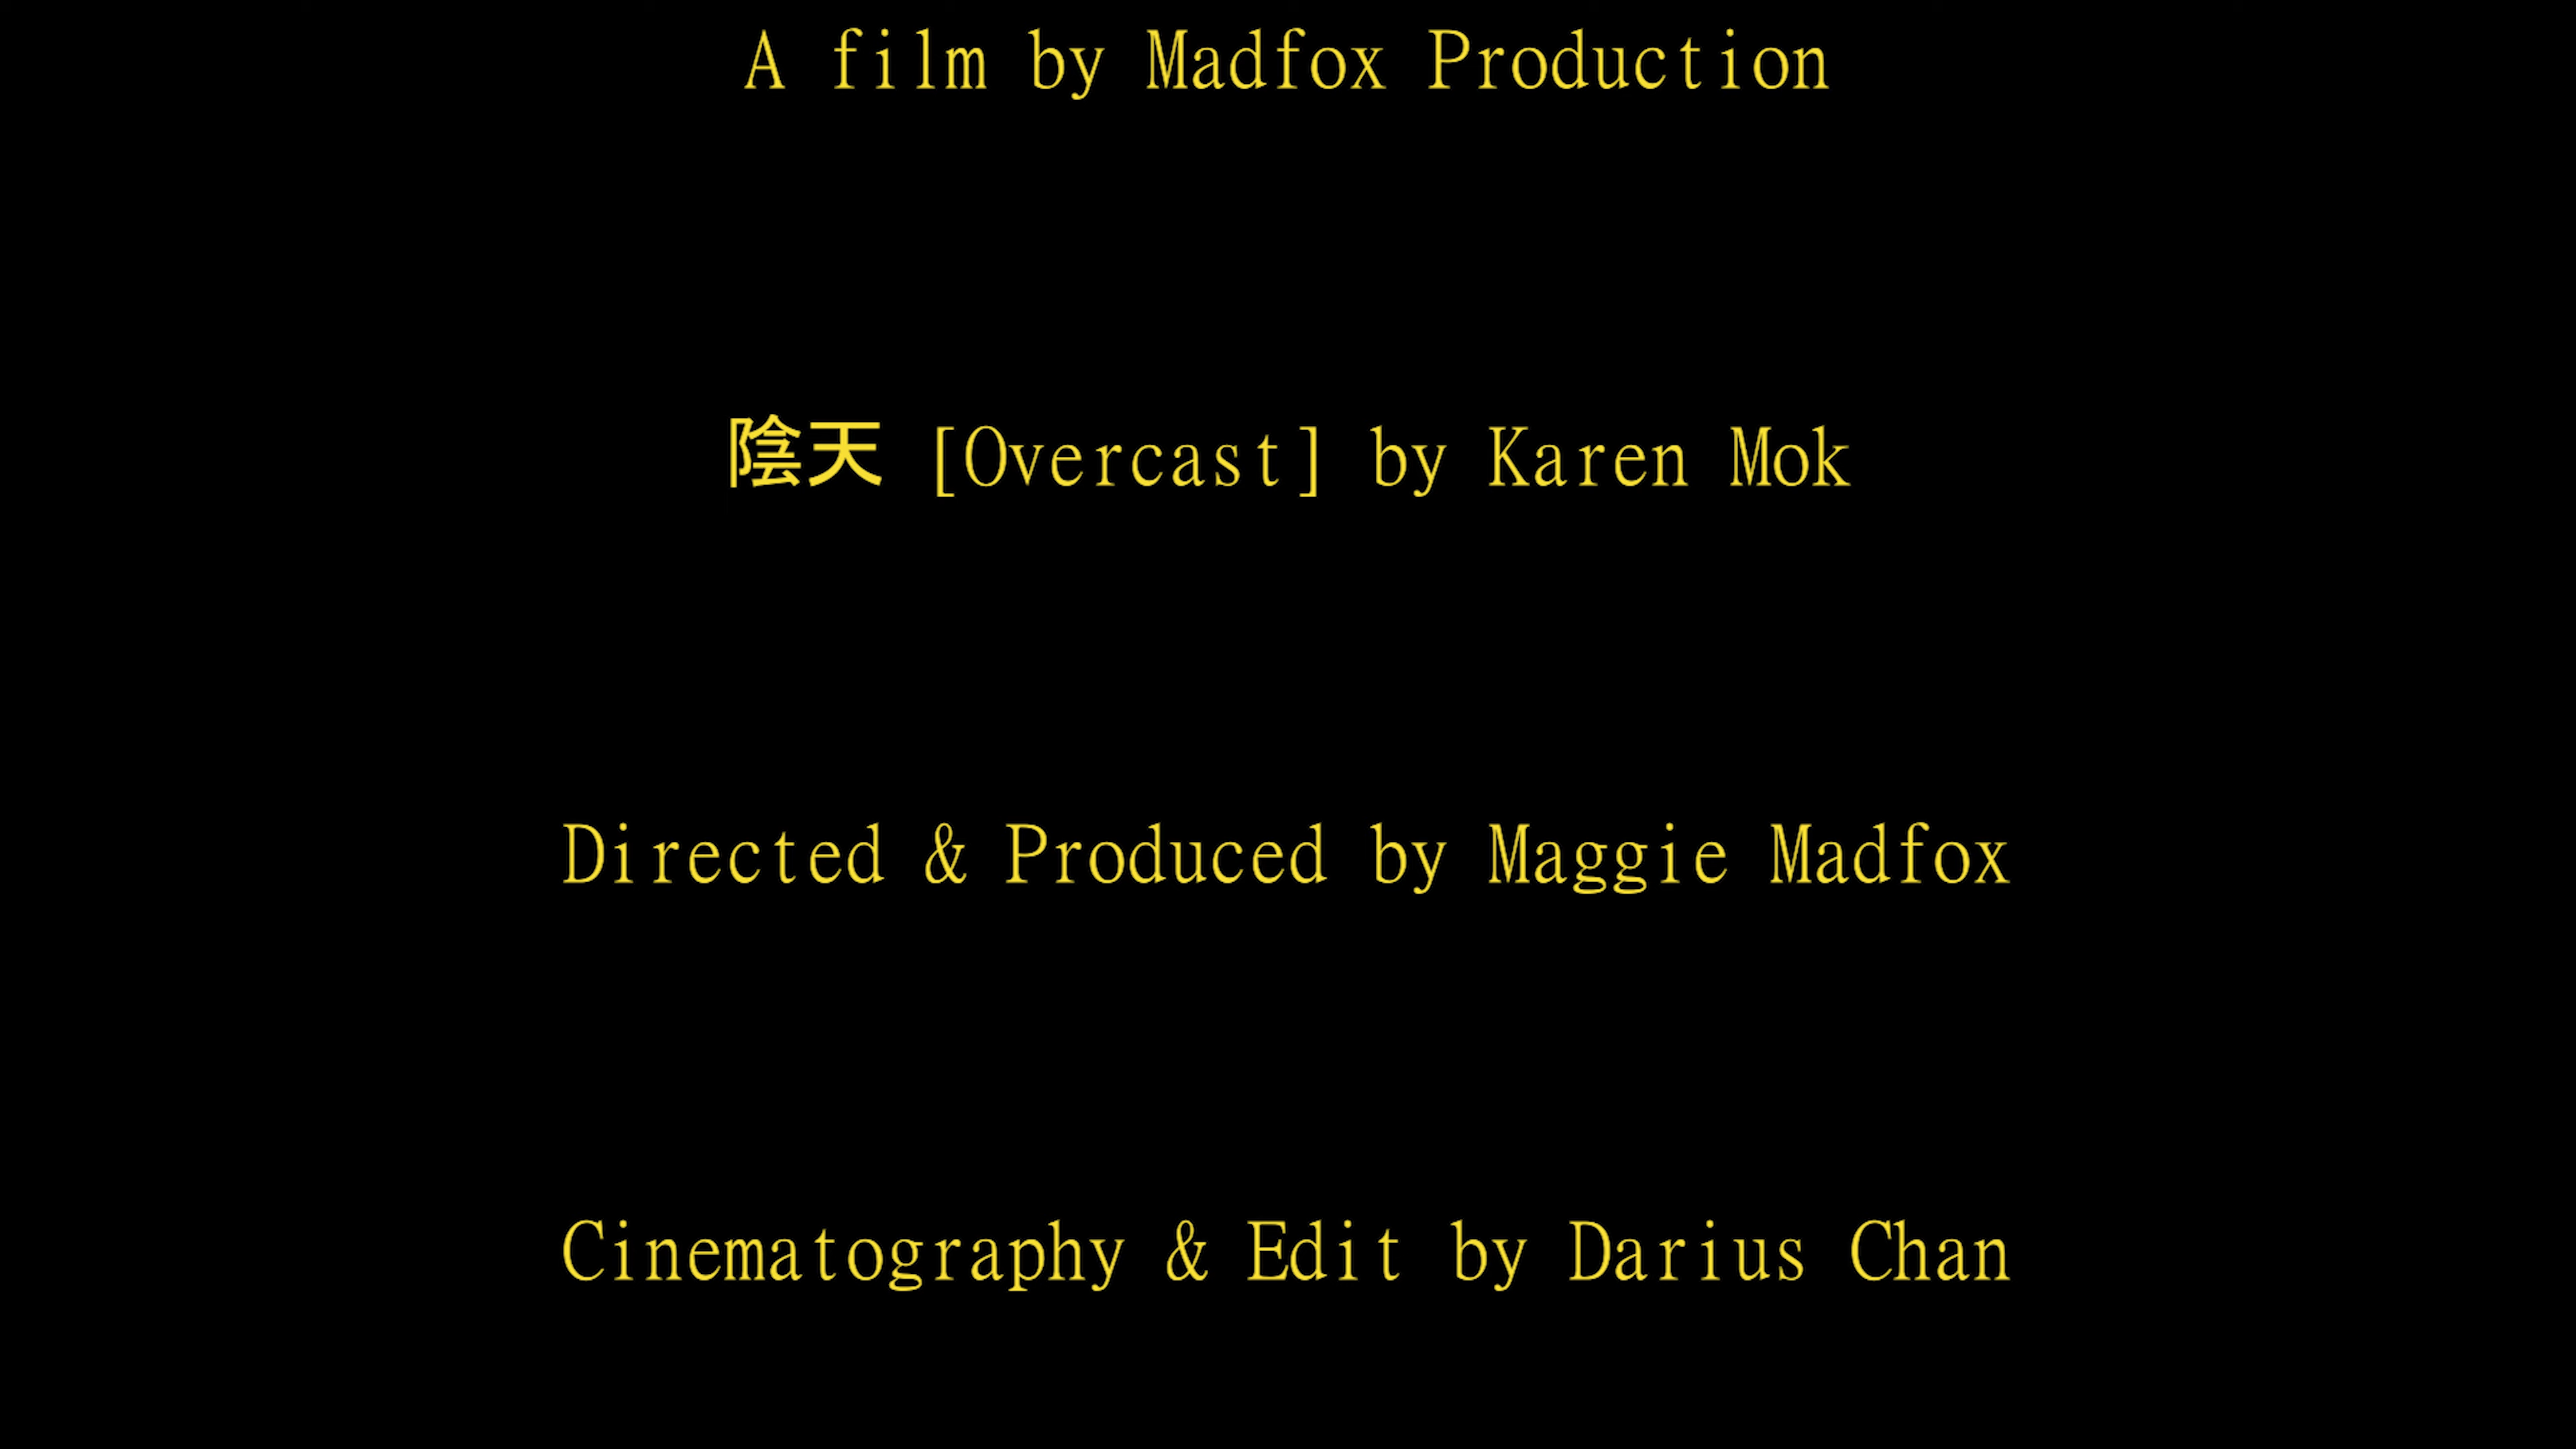 A film by Madfox Production
陰天 [Overcast] by Karen Mok
Directed & Produced by Maggie Madfox
Cinematography & Edit by Darius Chan